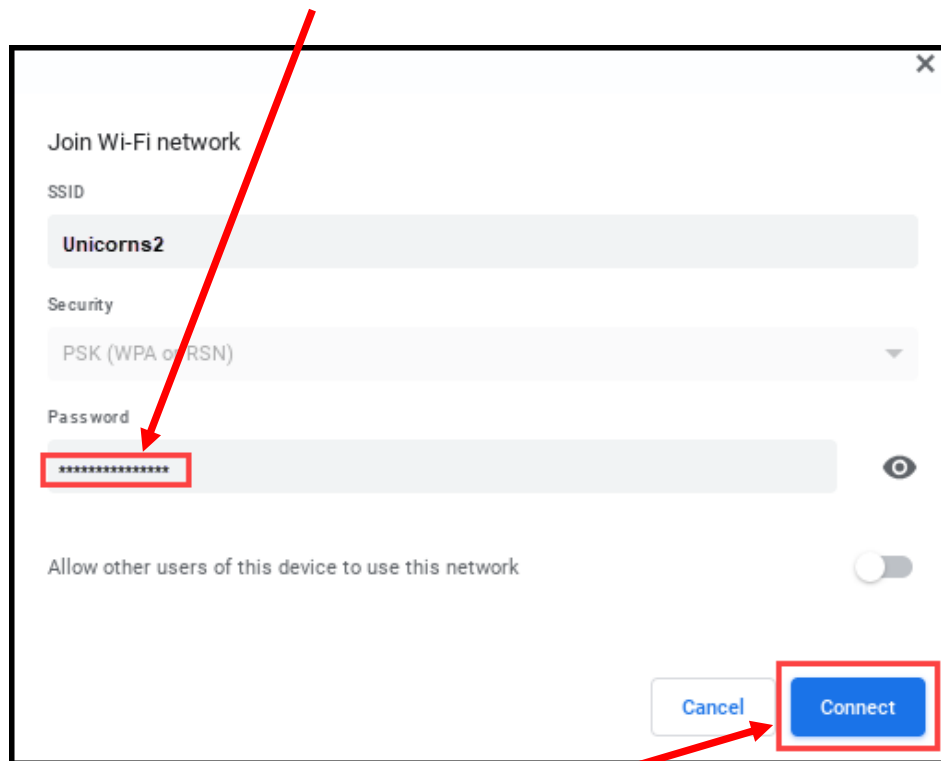 Join Wi-Fi network
SSID
Unicorns2
Security
PSK (WPA or RSN)
Password
***************
Allow other users of this device to use this network
Cancel
Connect